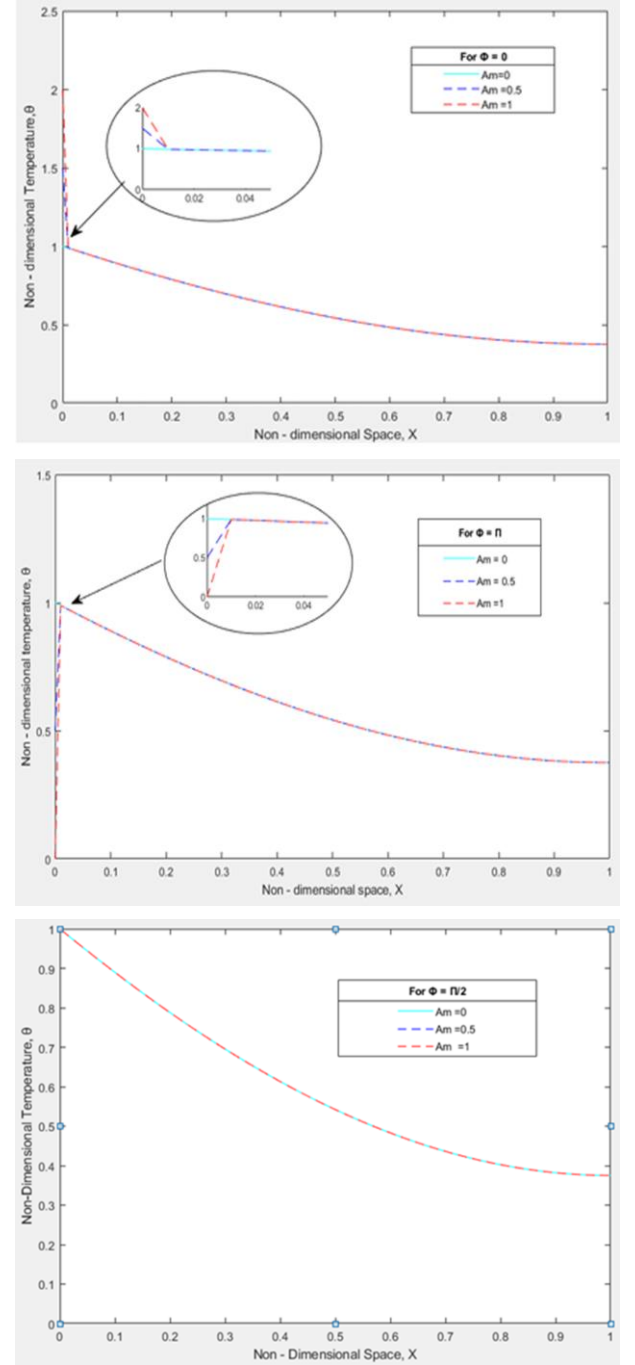 2.5
2
1.5
1
0.5
0
For Φ = 0
Am=0
Am =0.5
Am =1
2
1
0
0.02 0.04
0 0.1 0.2 0.3 0.4 0.5 0.6 0.7 0.8 0.9 1
Non - dimensional Space, X
Non - dimensional Temperature,θ
1.5
1
0.5
0
For Φ = Π
Am = 0
Am = 0.5
Am =1
1
0.5
0
0 0.02 0.04
0 0.1 0.2 0.3 0.4 0.5 0.6 0.7 0.8 0.9 1
Non - dimensional space, X
Non - dimensional temperature, θ
1
0.9
0.8
0.7
0.6
0.5
0.4
0.3
0.2
0.1
0
For Φ = Π/2
Am =0
Am =0.5
Am =1
0 0.1 0.2 0.3 0.4 0.5 0.6 0.7 0.8 0.9 1
Non - Dimensional Space, X
Non-Dimensional Temperature, θ